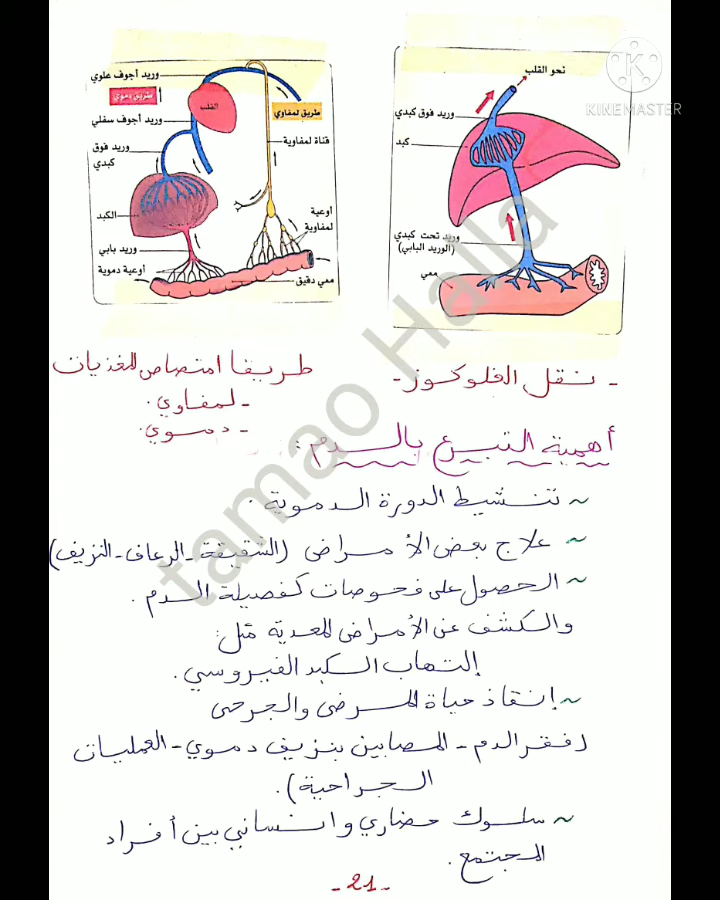 نحو القلب
وريد فوق كبدي
كبد
وريد تحت كبدي
(الوريد البابي)
معي
KINEMASTER
وريد أجوف علوي
طريق دموي
القلب
وريد أجوف سفلي
وريد فوق
كبدي
الكبد
وريد بابي
أوعية دموية
طريق لمفاوي
قناة لمفاوية
اوعية
لمفاوية
معي دقيق
- نقل الغلوكوز -
طريقا امتصاص المغذيات
- لمفاوي.
- دموي.
أهمية التبرع بالدم:
~ تنشيط الدورة الدموية.
~ علاج بعض الأمراض (الشقيقة - الرعاف - النزيف)
~ الحصول على فحوصات كفصيلة الدم.
والكشف عن الأمراض المعدية مثل:
إلتهاب الكبد الفيروسي.
~ إنقاذ حياة المرضى والجرحى
(فقر الدم - المصابين بنزيف دموي - العمليات
الجراحية).
~ سلوك حضاري وانساني بين أفراد
المجتمع.
- 21 -
tamao Halla